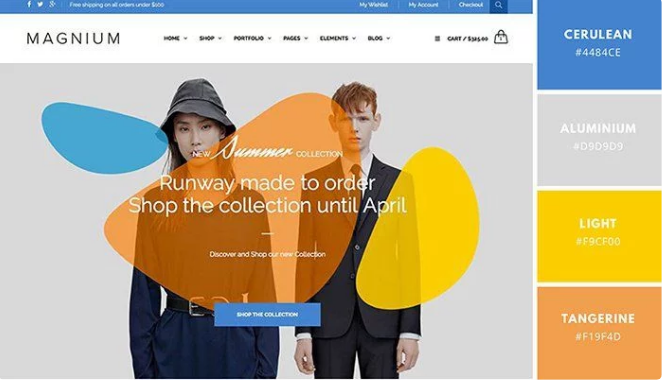 Free shipping on all orders under $100
My Wishlist
My Account
Checkout
MAGNIUM
HOME
SHOP
PORTFOLIO
PAGES
ELEMENTS
BLOG
CART / $325.00
NEW Summer COLLECTION
Runway made to order
Shop the collection until April
Discover and Shop our new Collection
SHOP THE COLLECTION
CERULEAN
#4484CE
ALUMINIUM
#D9D9D9
LIGHT
#F9CF00
TANGERINE
#F19F4D